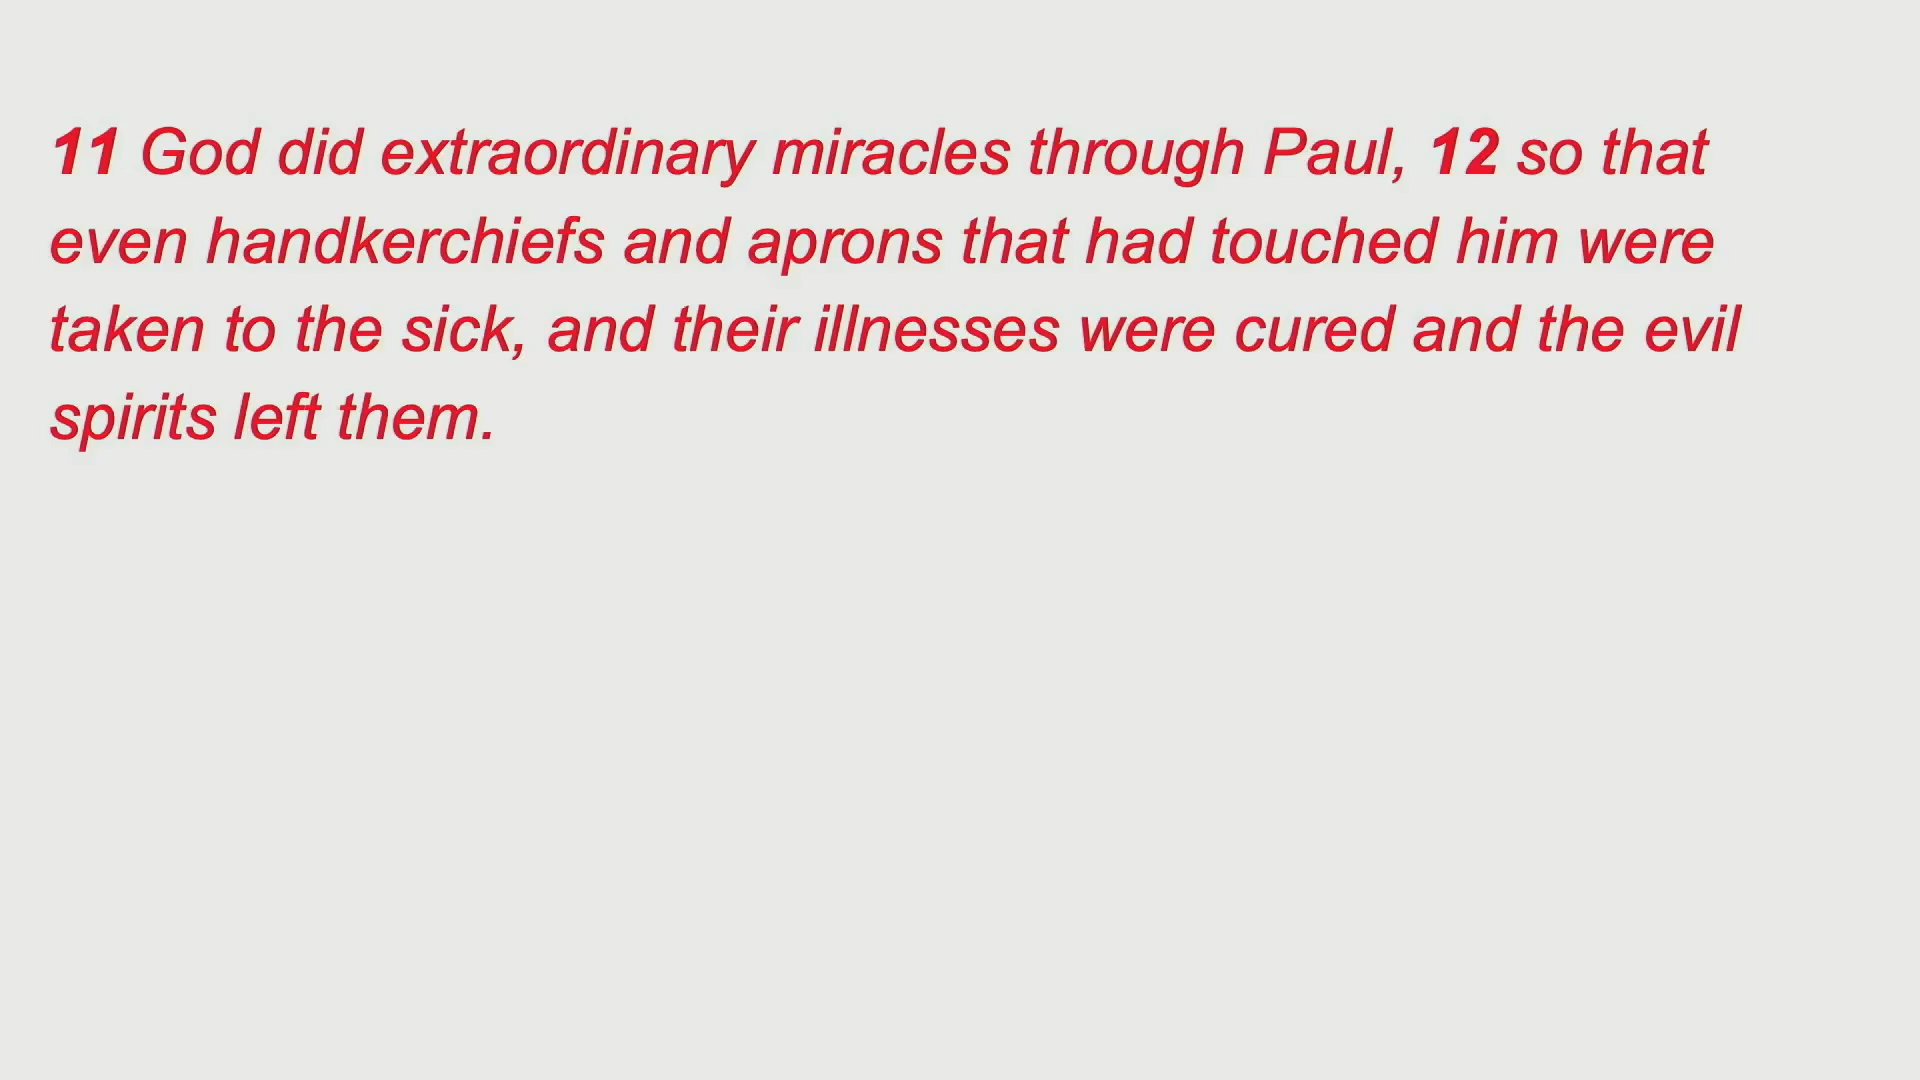 11 God did extraordinary miracles through Paul, 12 so that
even handkerchiefs and aprons that had touched him were
taken to the sick, and their illnesses were cured and the evil
spirits left them.